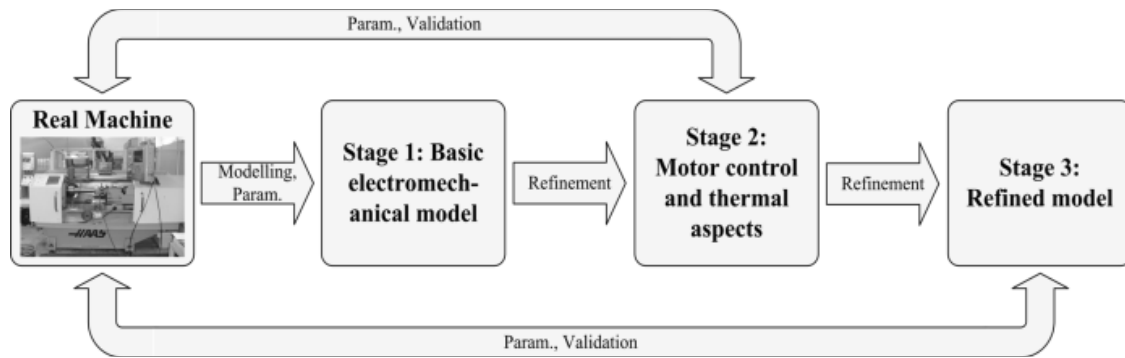 Param., Validation
Real Machine
HAAS
Modelling,
Param.
Stage 1: Basic
electromech-
anical model
Refinement
Stage 2:
Motor control
and thermal
aspects
Refinement
Stage 3:
Refined model
Param., Validation